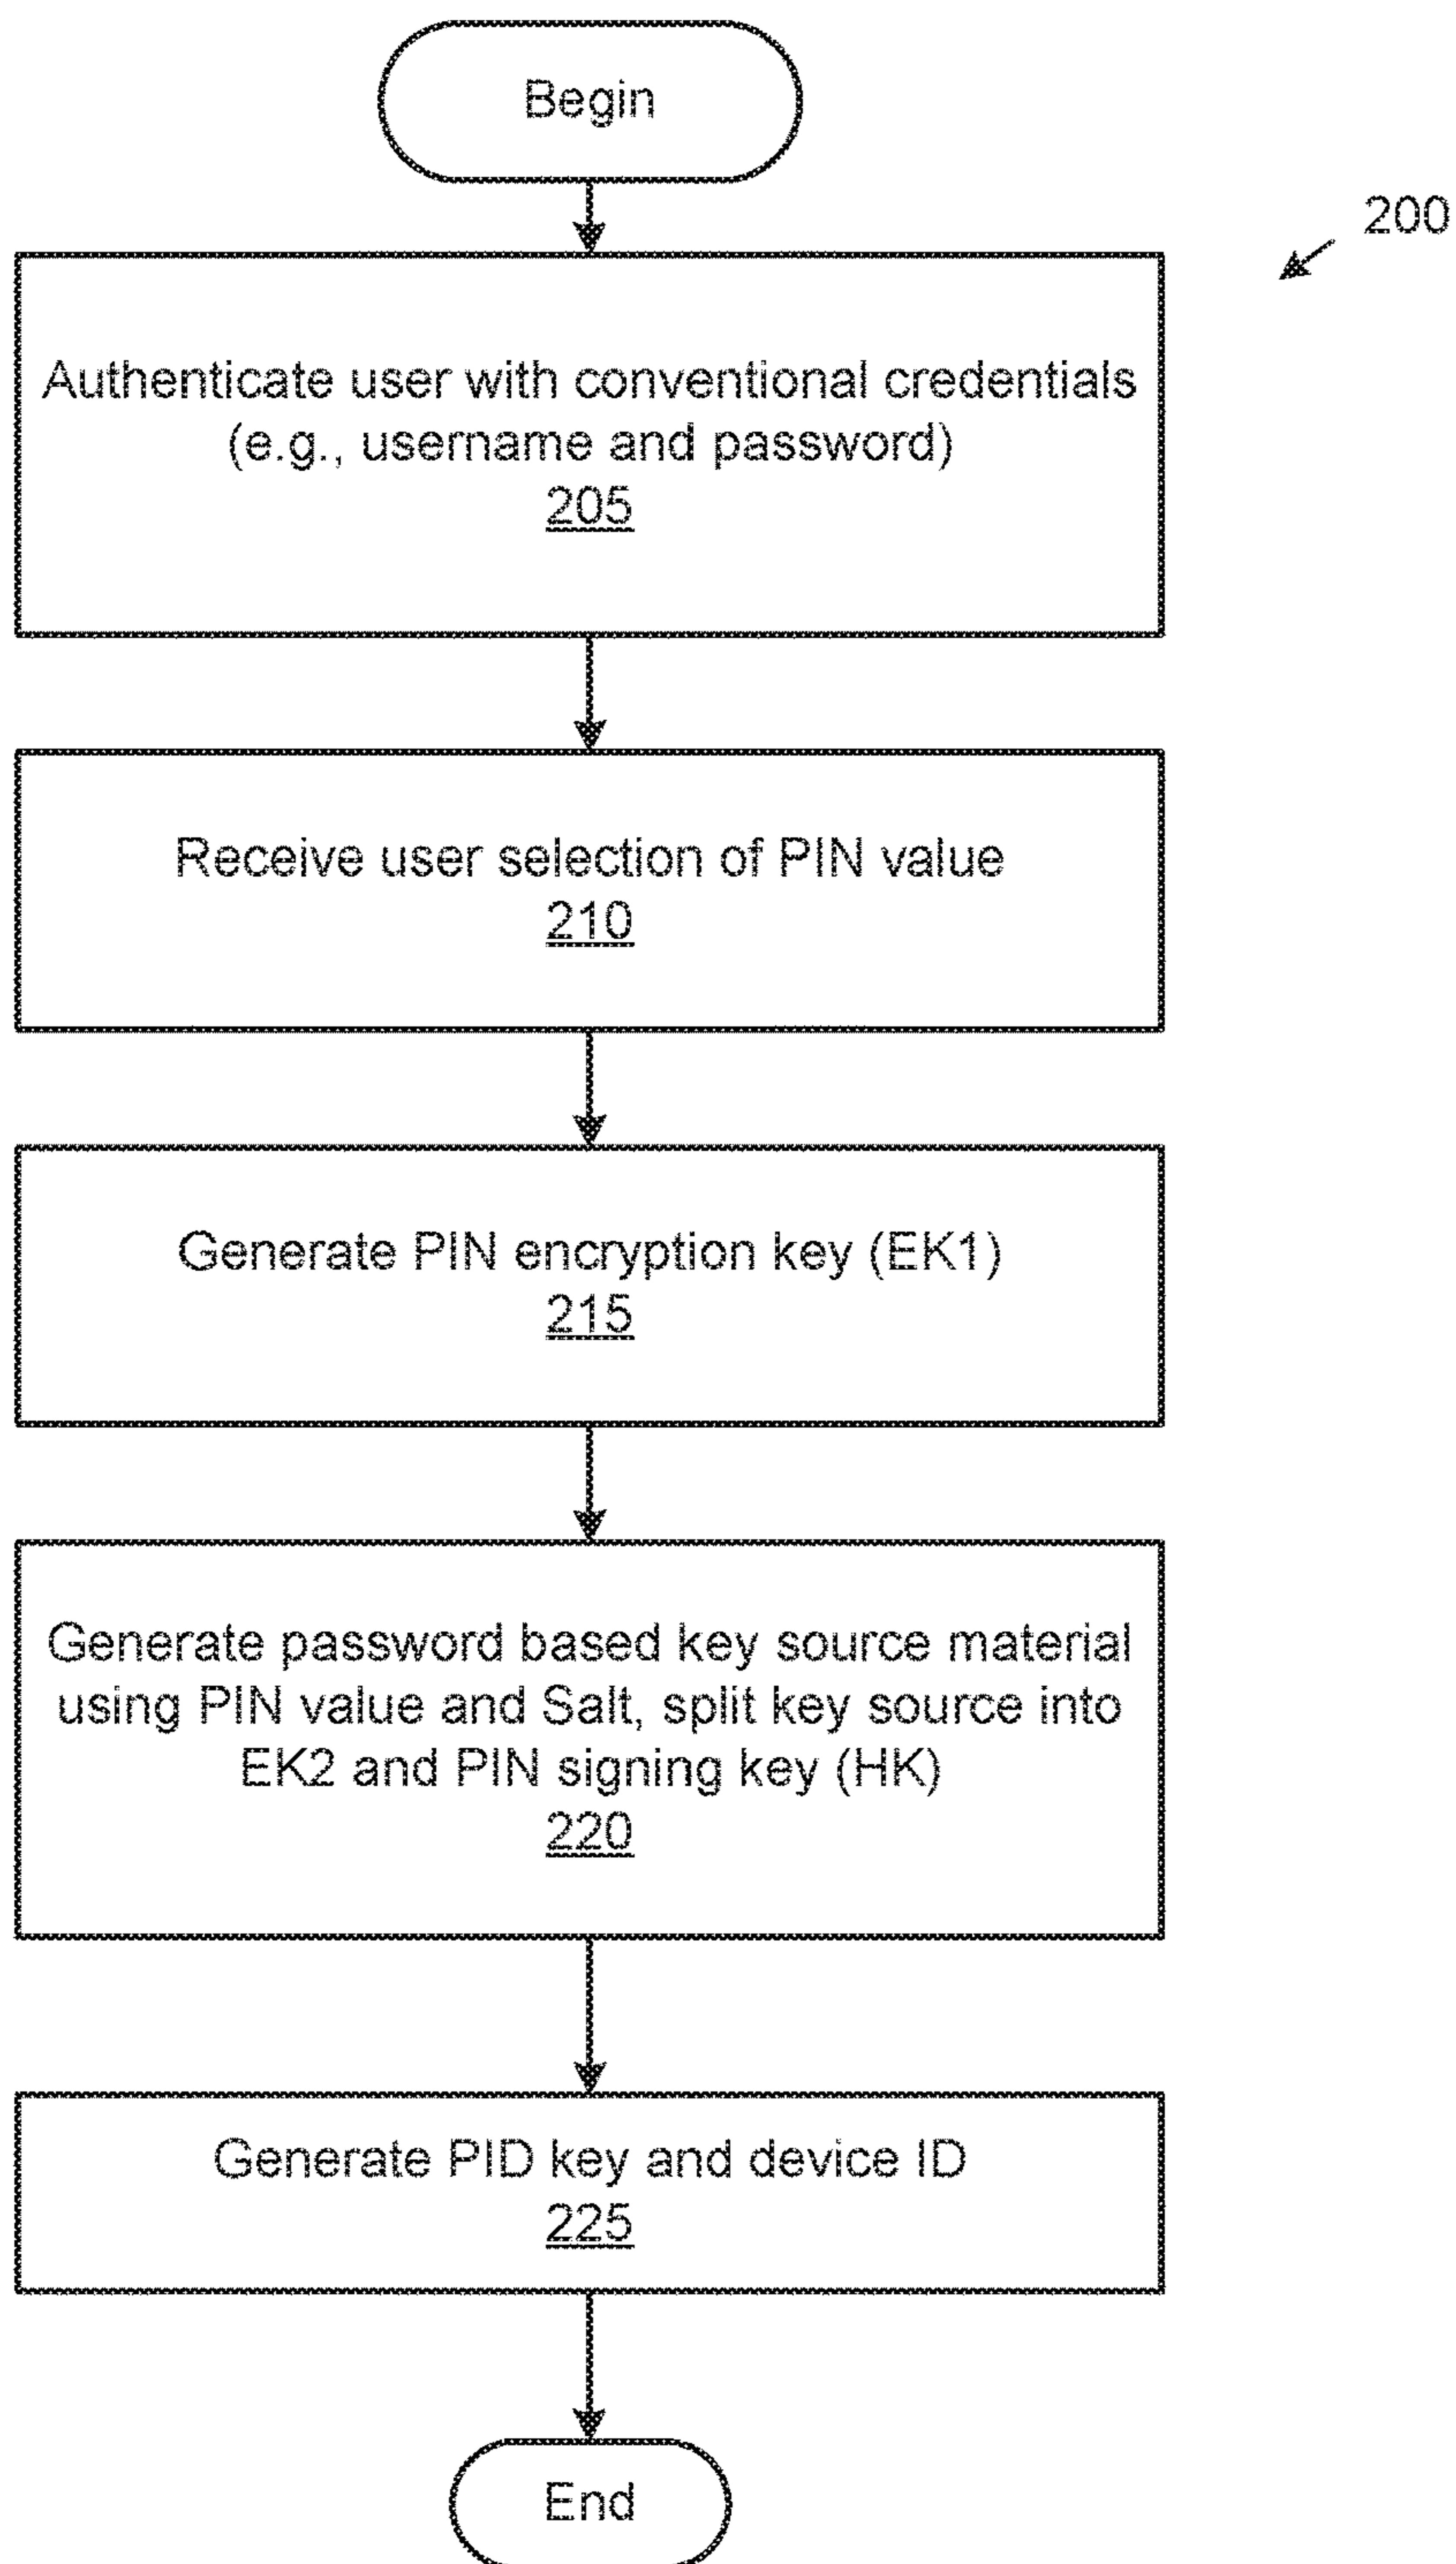 Begin
200
Authenticate user with conventional credentials
(e.g., username and password)
205
Receive user selection of PIN value
210
Generate PIN encryption key (EK1)
215
Generate password based key source material
using PIN value and Salt, split key source into
EK2 and PIN signing key (HK)
220
Generate PID key and device ID
225
End